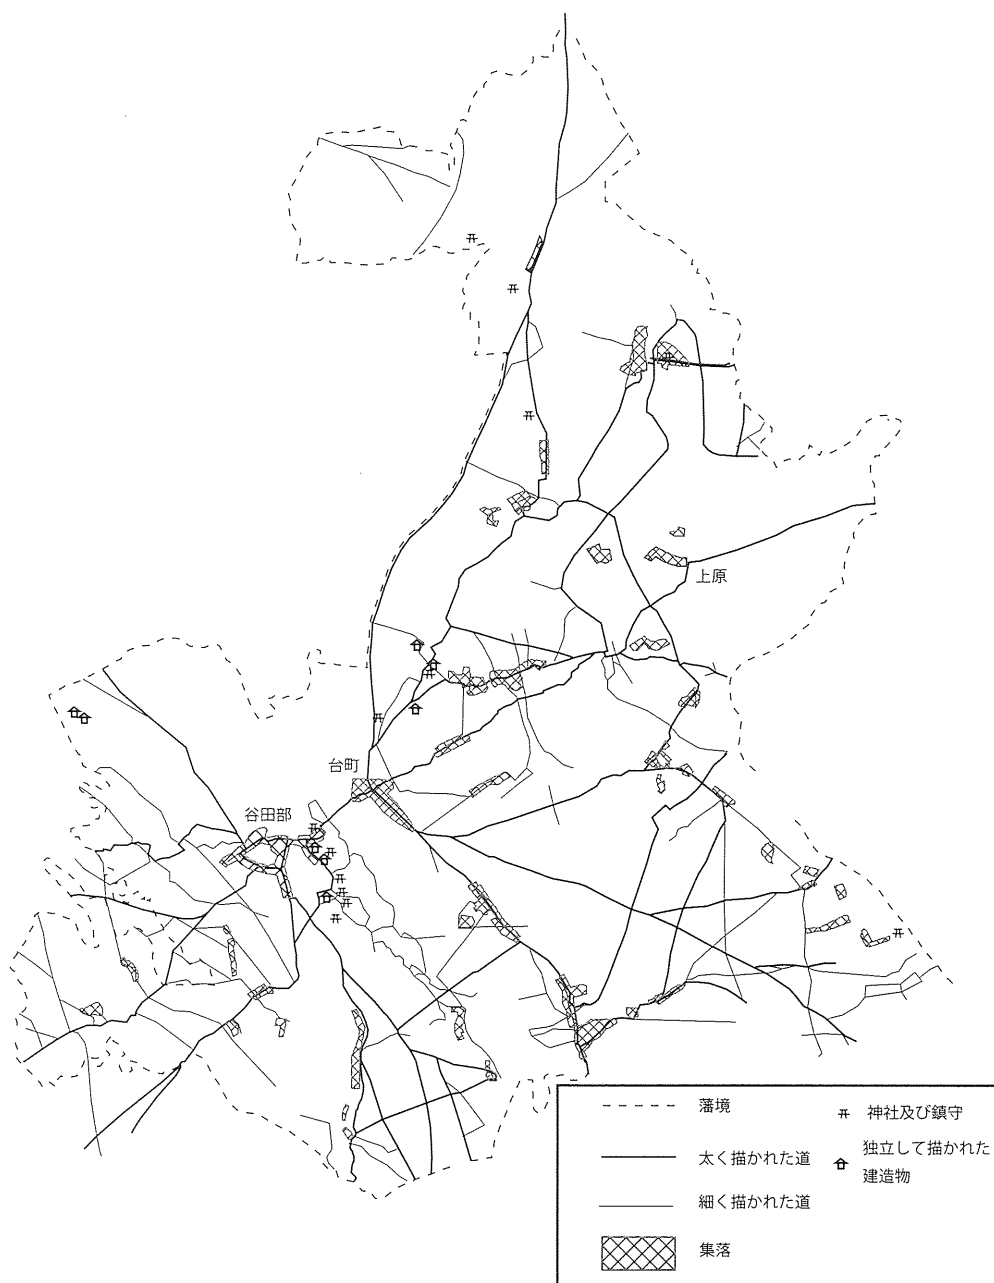 上原
台町
谷田部
藩境
太く描かれた道
細く描かれた道
集落
神社及び鎮守
独立して描かれた
建造物